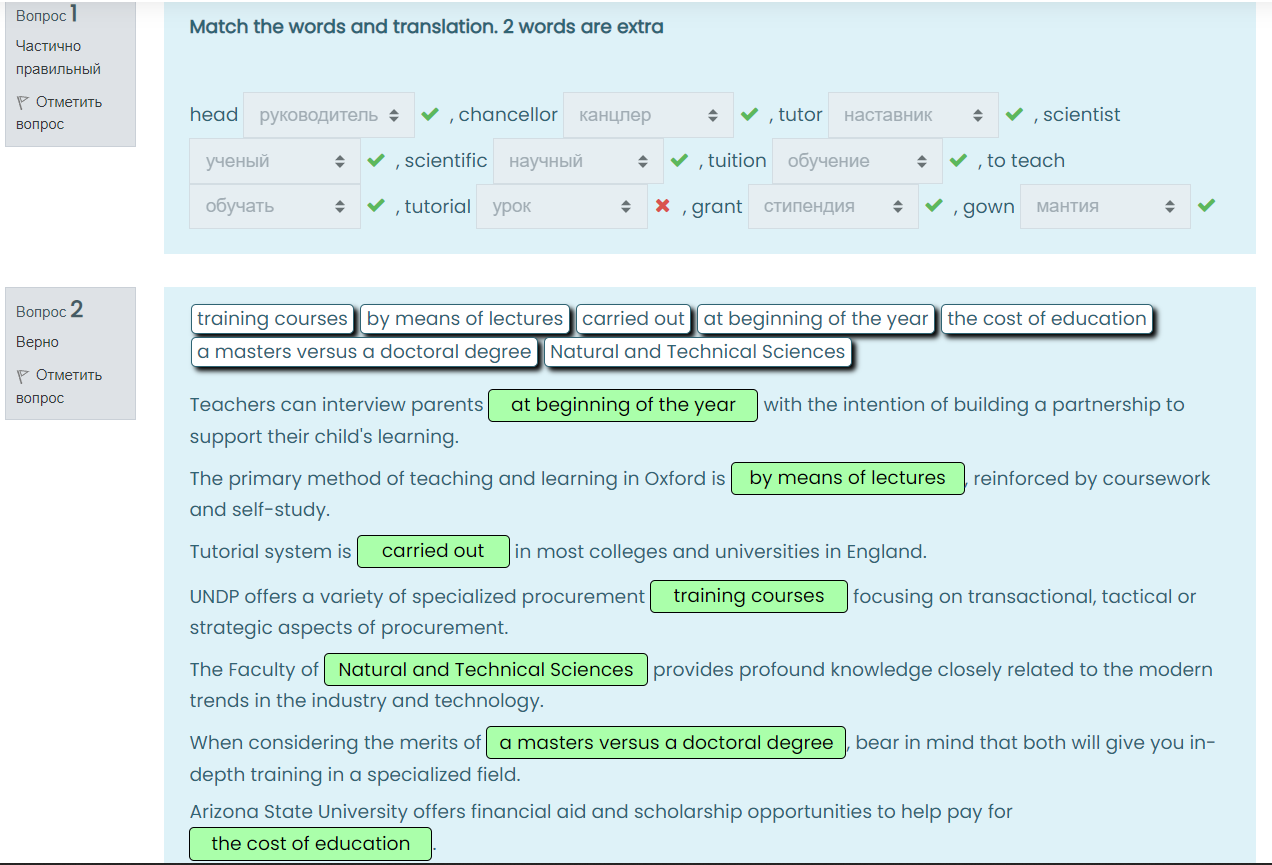 Вопрос 1
Частично
правильный
Отметить
вопрос
Match the words and translation. 2 words are extra
head руководитель , chancellor канцлер , tutor наставник , scientist
ученый , scientific научный , tuition обучение , to teach
обучать , tutorial урок , grant стипендия , gown мантия
Вопрос 2
Верно
Отметить
вопрос
training courses by means of lectures carried out at beginning of the year the cost of education
a masters versus a doctoral degree Natural and Technical Sciences
Teachers can interview parents at beginning of the year with the intention of building a partnership to
support their child's learning.
The primary method of teaching and learning in Oxford is by means of lectures, reinforced by coursework
and self-study.
Tutorial system is carried out in most colleges and universities in England.
UNDP offers a variety of specialized procurement training courses focusing on transactional, tactical or
strategic aspects of procurement.
The Faculty of Natural and Technical Sciences provides profound knowledge closely related to the modern
trends in the industry and technology.
When considering the merits of a masters versus a doctoral degree, bear in mind that both will give you in-
depth training in a specialized field.
Arizona State University offers financial aid and scholarship opportunities to help pay for
the cost of education.